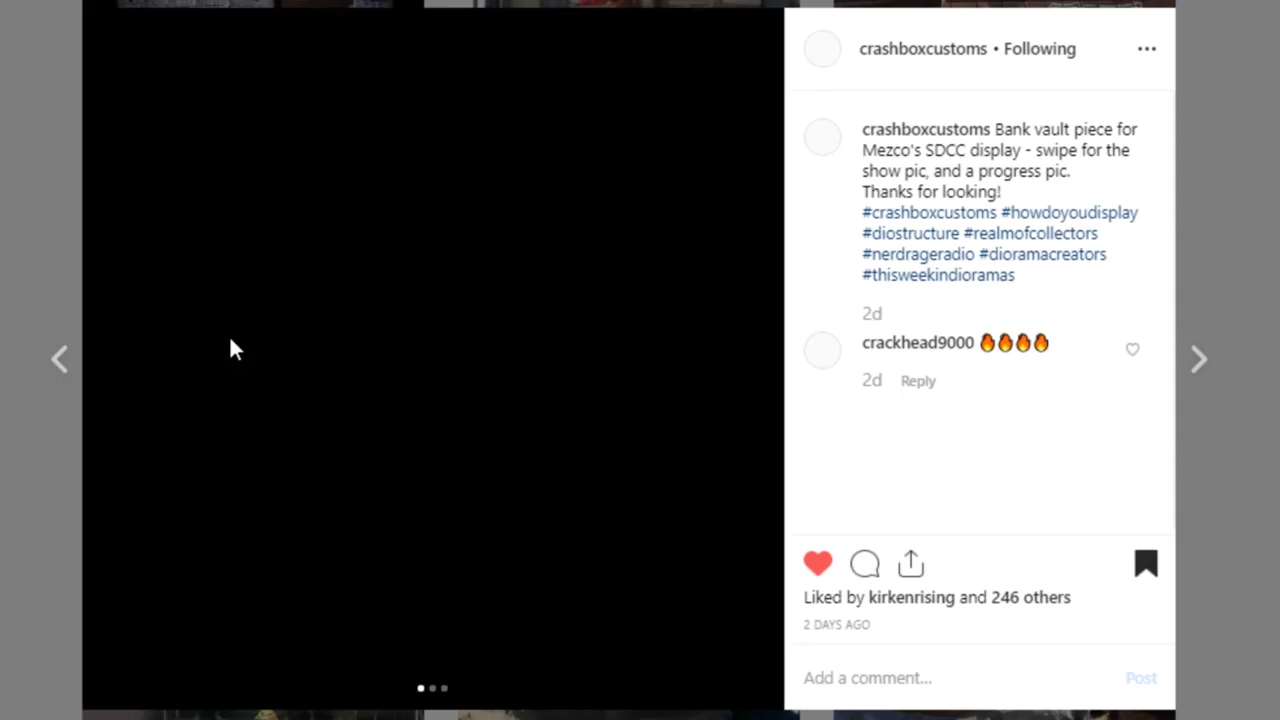 crashboxcustoms • Following
crashboxcustoms Bank vault piece for
Mezco's SDCC display - swipe for the
show pic, and a progress pic.
Thanks for looking!
#crashboxcustoms #howdoyoudisplay
#diostructure #realmofcollectors
#nerdrageradio #dioramacreators
#thisweekindioramas
2d
crackhead9000 🔥🔥🔥🔥
2d Reply
Liked by kirkenrising and 246 others
2 DAYS AGO
Add a comment... Post